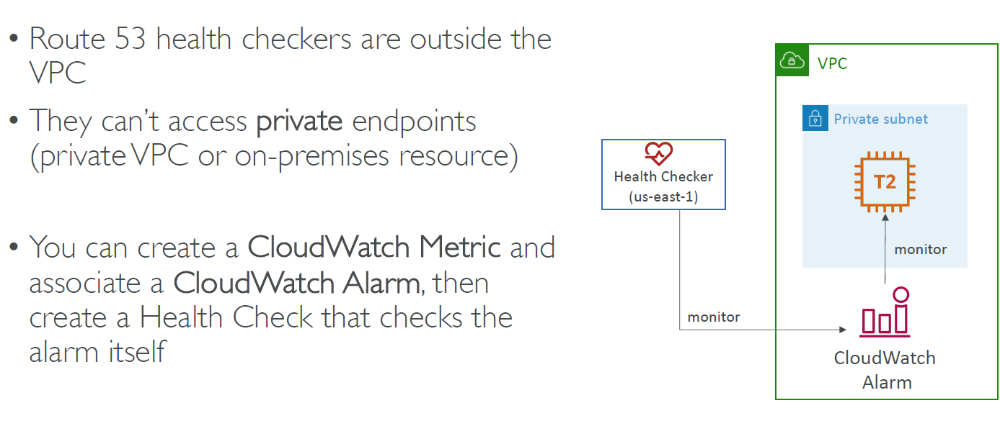 • Route 53 health checkers are outside the
VPC
• They can't access private endpoints
(private VPC or on-premises resource)
• You can create a CloudWatch Metric and
associate a CloudWatch Alarm, then
create a Health Check that checks the
alarm itself
Health Checker
(us-east-1)
monitor
VPC
Private subnet
T2
monitor
CloudWatch
Alarm